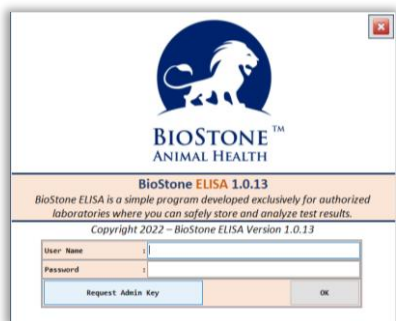 BIOSTONE™
ANIMAL HEALTH
BioStone ELISA 1.0.13
BioStone ELISA is a simple program developed exclusively for authorized
laboratories where you can safely store and analyze test results.
Copyright 2022 – BioStone ELISA Version 1.0.13
User Name :
Password :
Request Admin Key OK